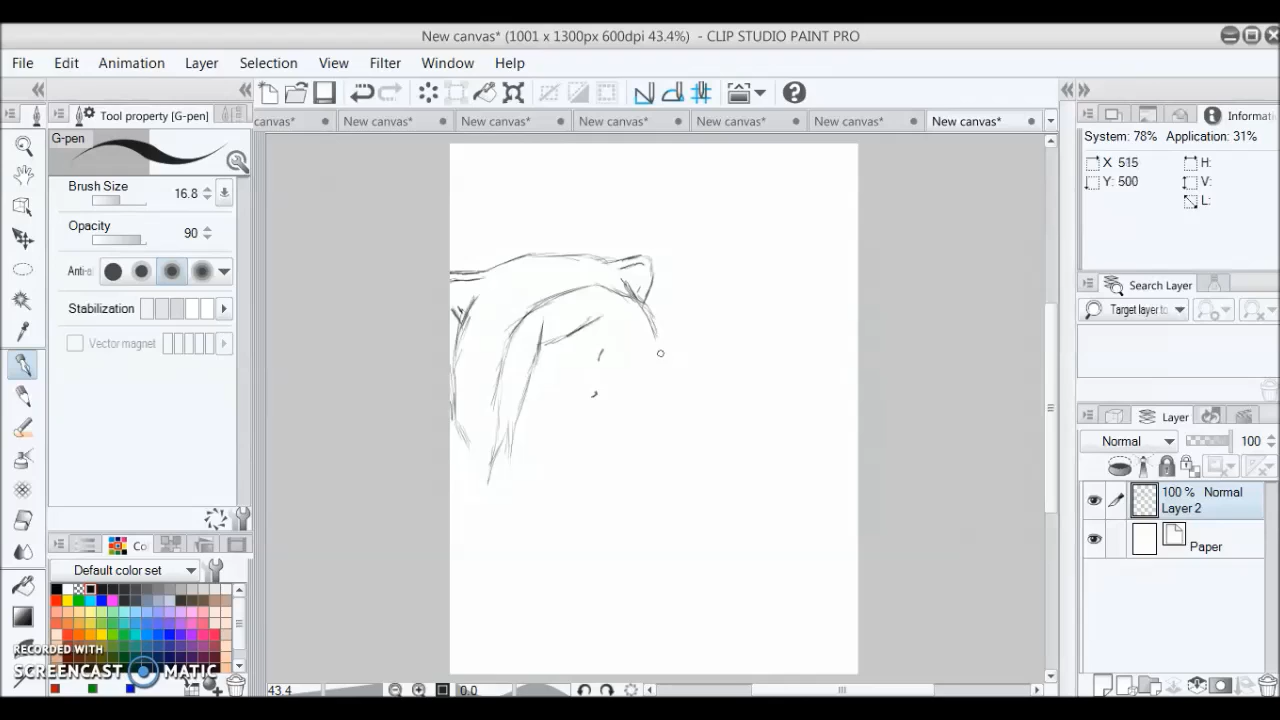 New canvas* (1001 x 1300px 600dpi 43.4%) - CLIP STUDIO PAINT PRO
File Edit Animation Layer Selection Filter View Window Help
Tool property [G-pen]
canvas* New canvas* New canvas* New canvas* New canvas* New canvas* New canvas*
Informati
G-pen
System: 78% Application: 31%
X 515 H:
Y: 500 V:
L:
Brush Size 16.8
Opacity 90
Anti-a
Stabilization
Vector magnet
Search Layer
Target layer to
Layer
Normal 100
100 % Normal
Layer 2
Paper
Co
Default color set
RECORDED WITH
SCREENCAST MATIC
43.4 0.0